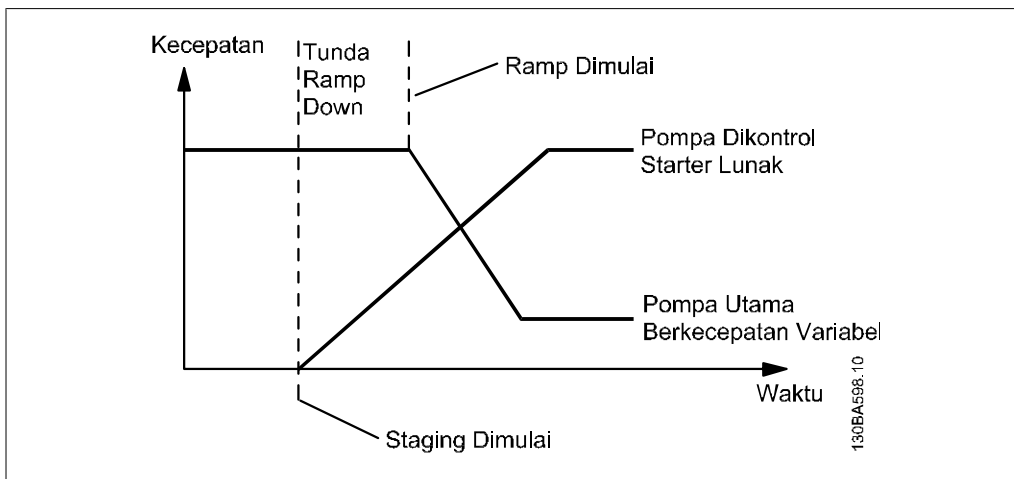 Kecepatan
Tunda
Ramp
Down
Ramp Dimulai
Pompa Dikontrol
Starter Lunak
Pompa Utama
Berkecepatan Variabel
Waktu
Staging Dimulai
130BA598.10